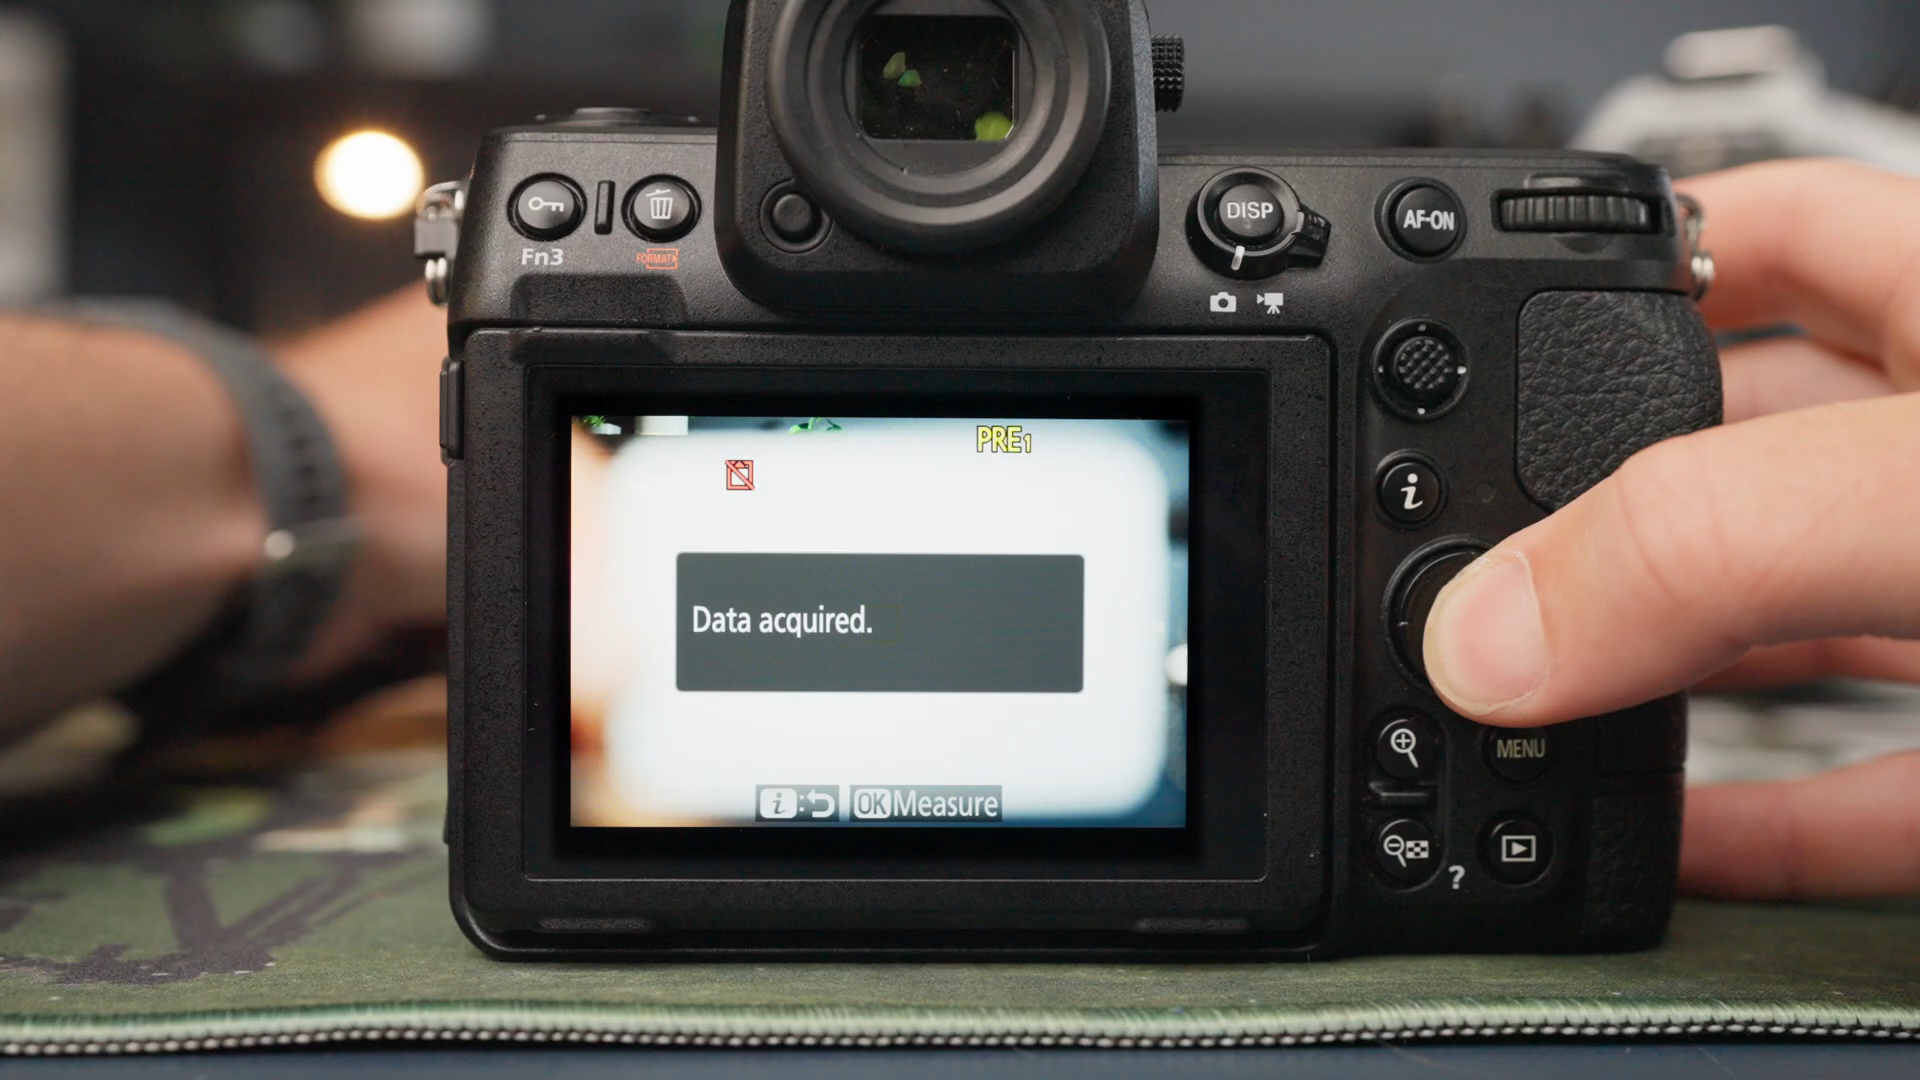 DISP
AF-ON
Fn3
FORMAT
PRE1
i
Data acquired.
i : OK Measure
MENU
?